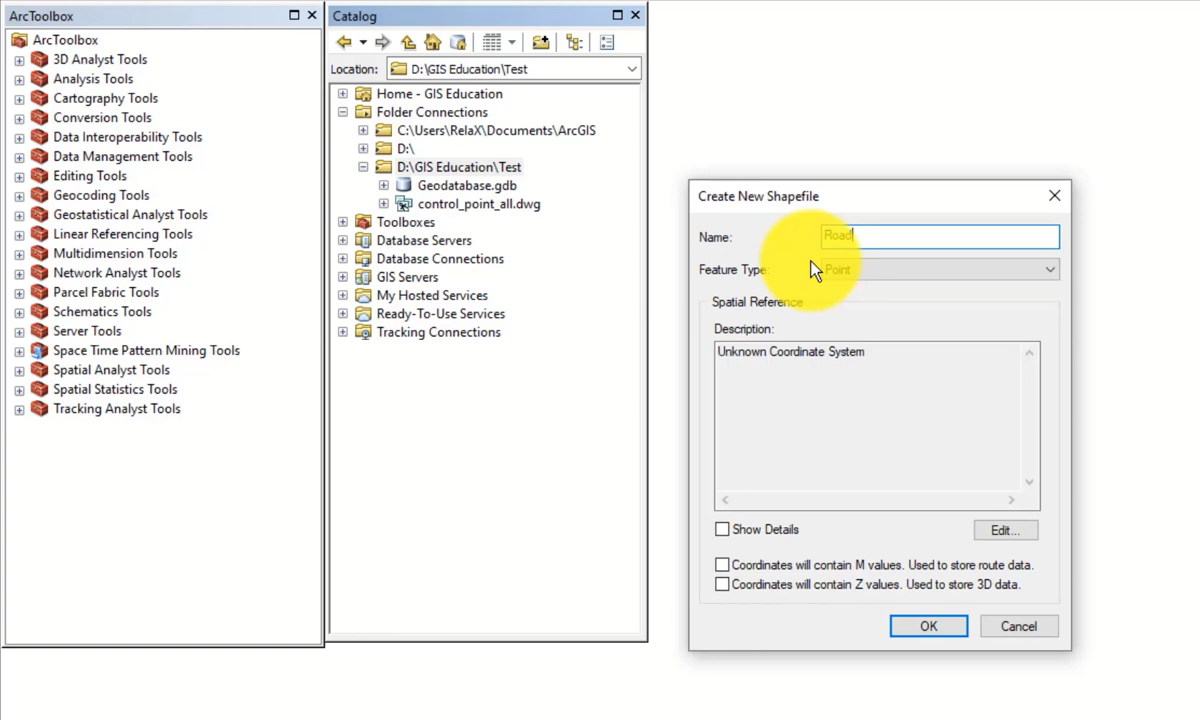 ArcToolbox
ArcToolbox
3D Analyst Tools
Analysis Tools
Cartography Tools
Conversion Tools
Data Interoperability Tools
Data Management Tools
Editing Tools
Geocoding Tools
Geostatistical Analyst Tools
Linear Referencing Tools
Multidimension Tools
Network Analyst Tools
Parcel Fabric Tools
Schematics Tools
Server Tools
Space Time Pattern Mining Tools
Spatial Analyst Tools
Spatial Statistics Tools
Tracking Analyst Tools
Catalog
Location: D:\GIS Education\Test
Home - GIS Education
Folder Connections
C:\Users\RelaX\Documents\ArcGIS
D:\
D:\GIS Education\Test
Geodatabase.gdb
control_point_all.dwg
Toolboxes
Database Servers
Database Connections
GIS Servers
My Hosted Services
Ready-To-Use Services
Tracking Connections
Create New Shapefile
Name: Road
Feature Type: Point
Spatial Reference
Description:
Unknown Coordinate System
Show Details
Edit...
Coordinates will contain M values. Used to store route data.
Coordinates will contain Z values. Used to store 3D data.
OK Cancel